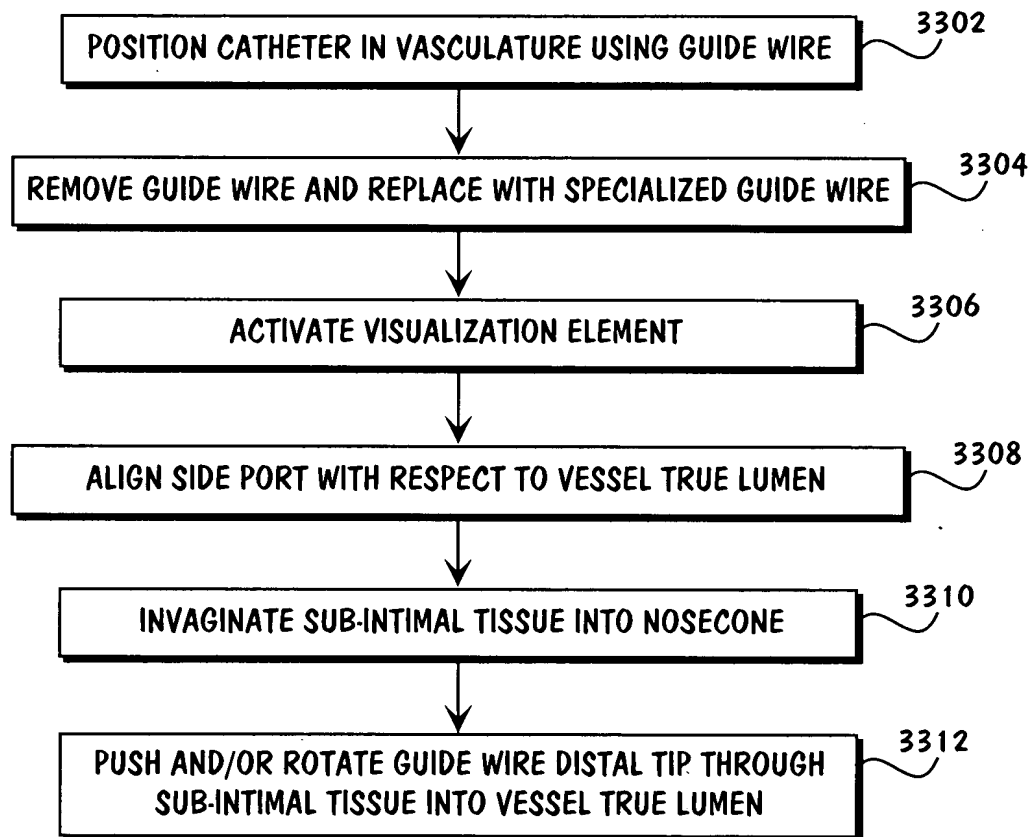 POSITION CATHETER IN VASCULATURE USING GUIDE WIRE
3302
REMOVE GUIDE WIRE AND REPLACE WITH SPECIALIZED GUIDE WIRE
3304
ACTIVATE VISUALIZATION ELEMENT
3306
ALIGN SIDE PORT WITH RESPECT TO VESSEL TRUE LUMEN
3308
INVAGINATE SUB-INTIMAL TISSUE INTO NOSECONE
3310
PUSH AND/OR ROTATE GUIDE WIRE DISTAL TIP THROUGH
SUB-INTIMAL TISSUE INTO VESSEL TRUE LUMEN
3312